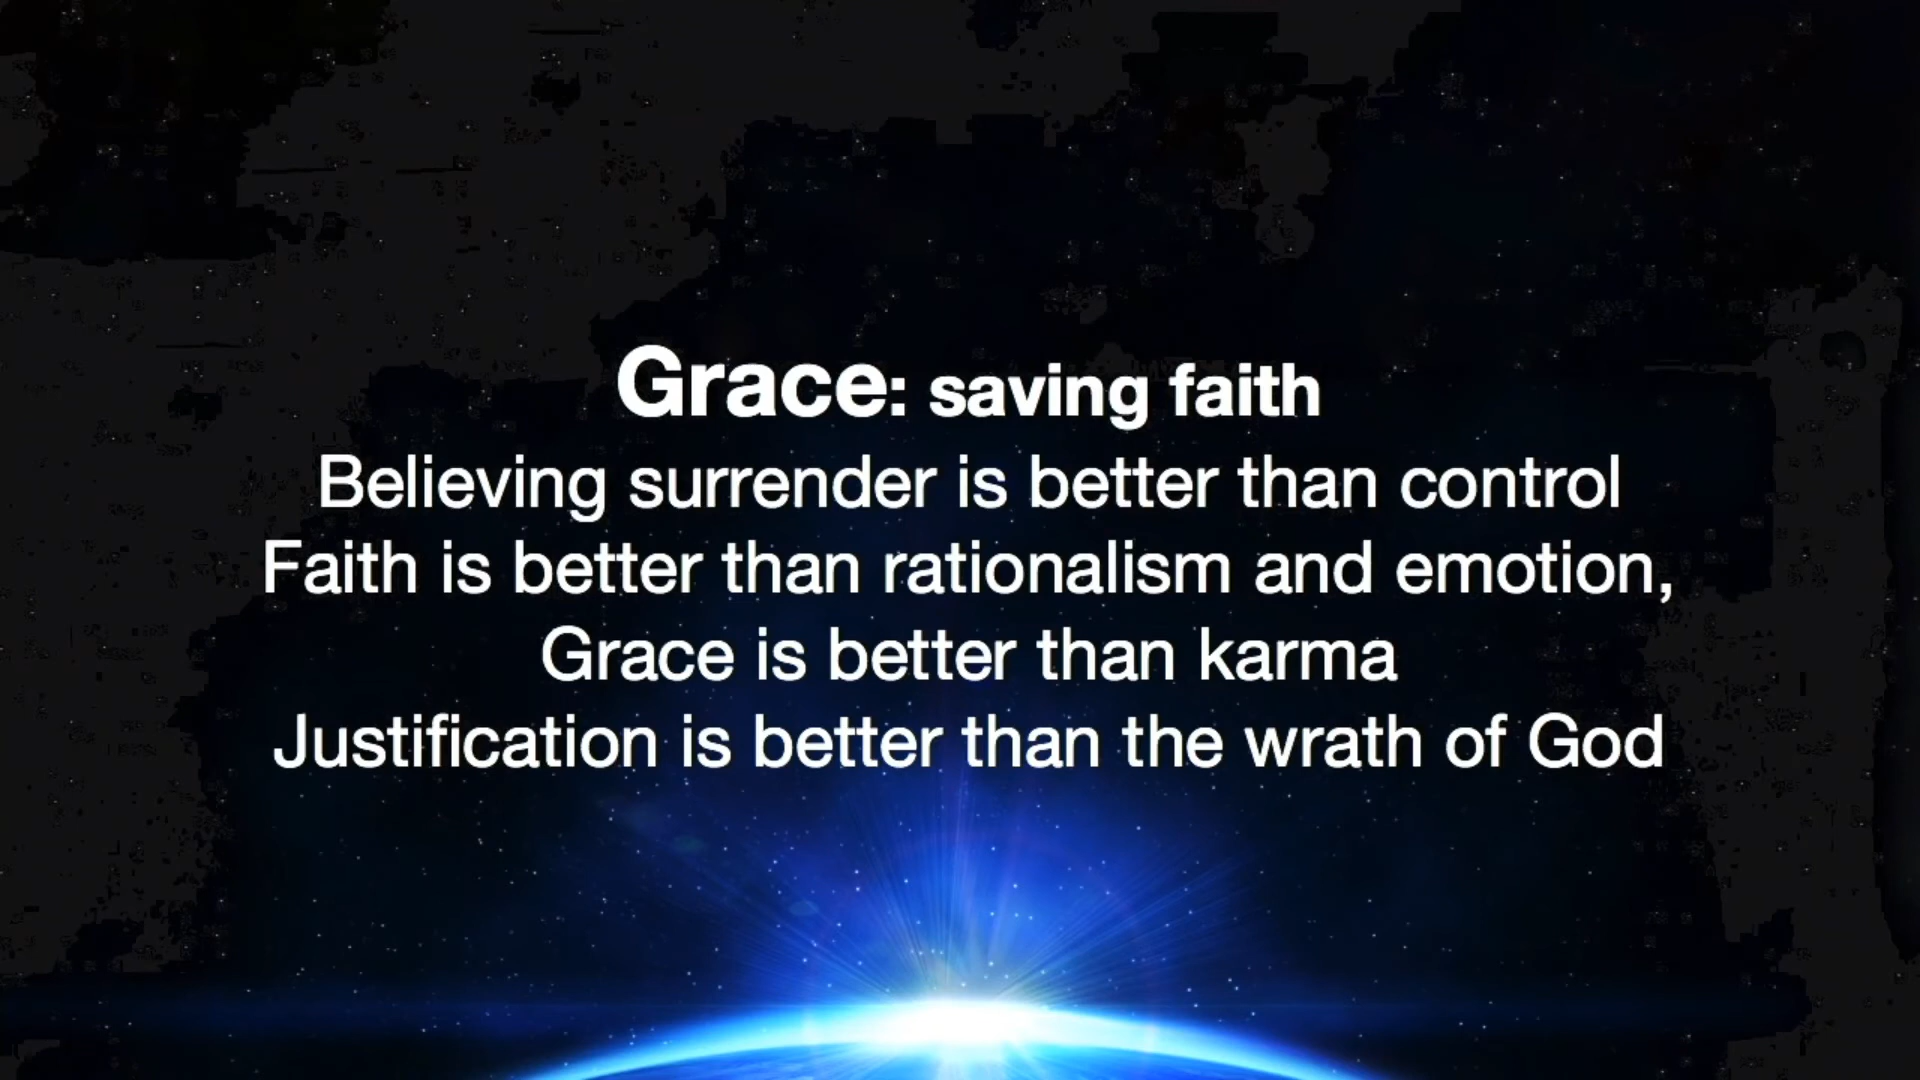 Grace: saving faith
Believing surrender is better than control
Faith is better than rationalism and emotion,
Grace is better than karma
Justification is better than the wrath of God